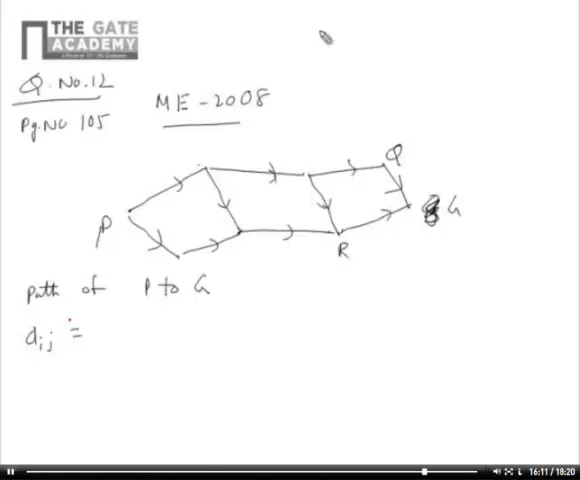 THE GATE
ACADEMY
Q. No. 12
ME - 2008
Pg. No 105
Q
P
G
R
path of P to G
dij =
16:11 / 18:20